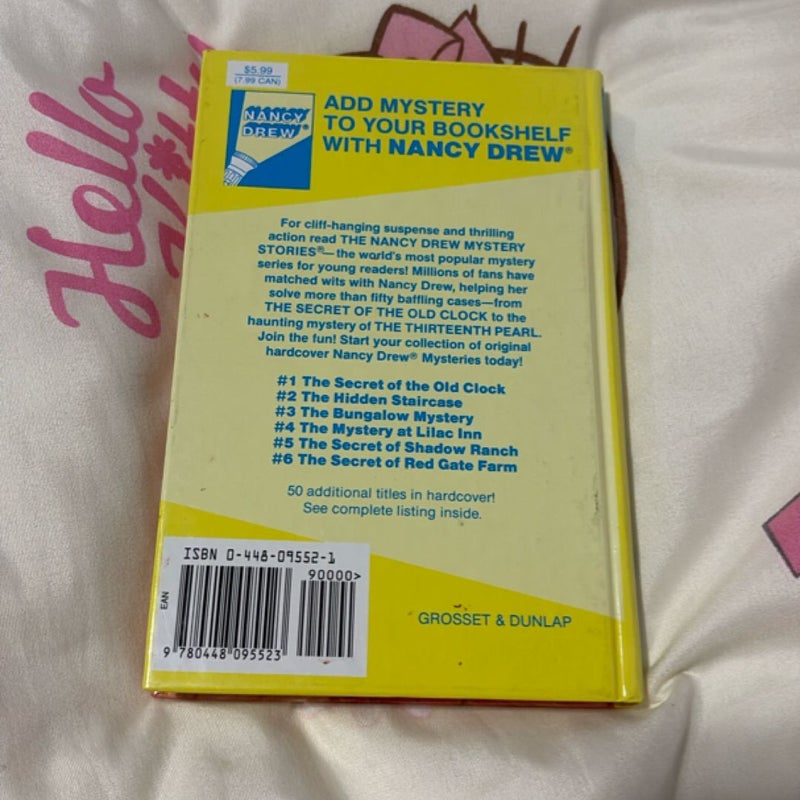 Hello
$5.99
(7.99 CAN)
NANCY
DREW®
ADD MYSTERY
TO YOUR BOOKSHELF
WITH NANCY DREW®
For cliff-hanging suspense and thrilling
action read THE NANCY DREW MYSTERY
STORIES®—the world's most popular mystery
series for young readers! Millions of fans have
matched wits with Nancy Drew, helping her
solve more than fifty baffling cases—from
THE SECRET OF THE OLD CLOCK to the
haunting mystery of THE THIRTEENTH PEARL.
Join the fun! Start your collection of original
hardcover Nancy Drew® Mysteries today!
#1 The Secret of the Old Clock
#2 The Hidden Staircase
#3 The Bungalow Mystery
#4 The Mystery at Lilac Inn
#5 The Secret of Shadow Ranch
#6 The Secret of Red Gate Farm
50 additional titles in hardcover!
See complete listing inside.
ISBN 0-448-09552-1
90000>
EAN
9 780448 095523
GROSSET & DUNLAP